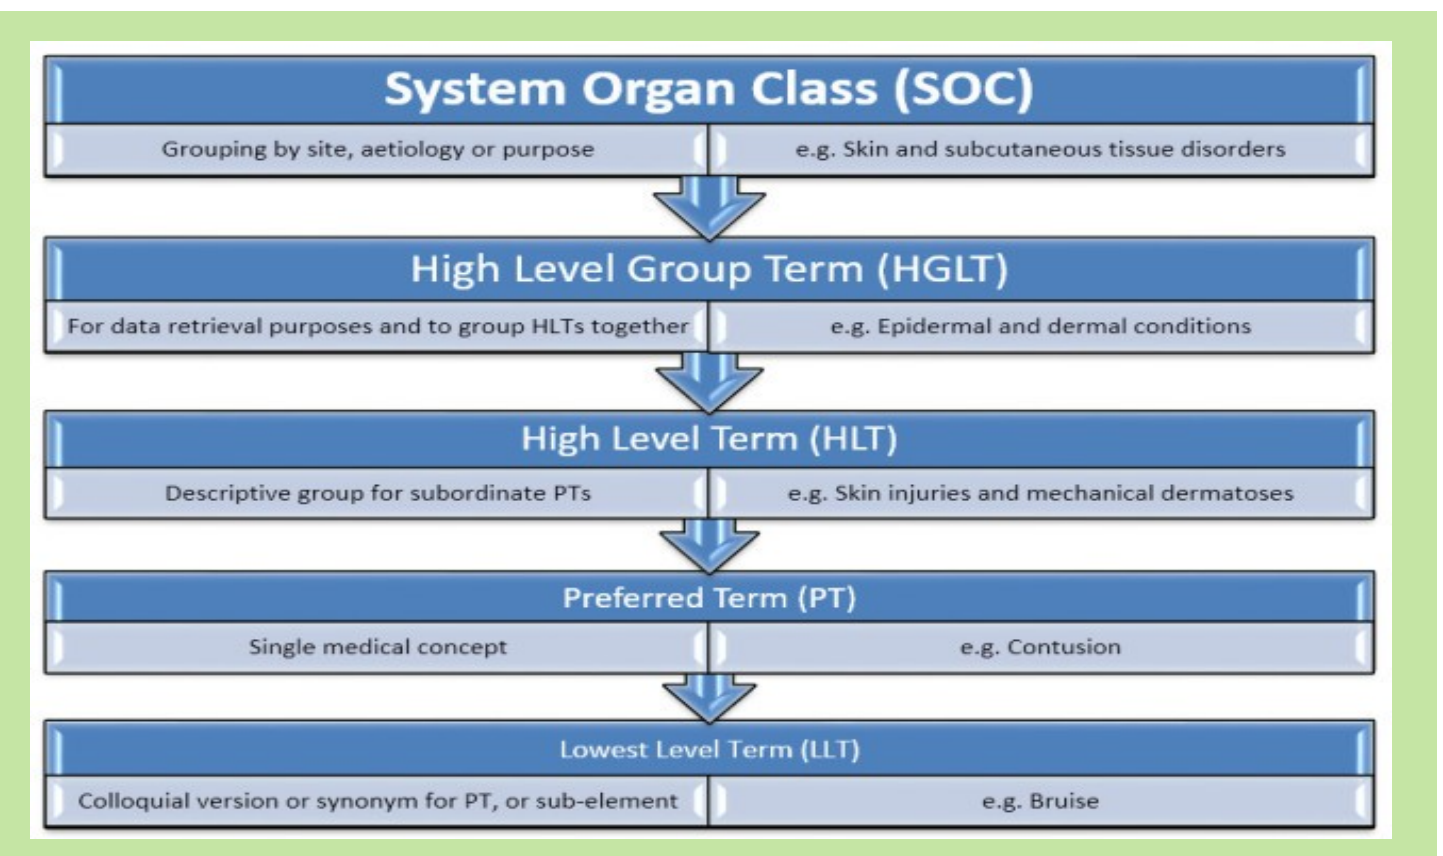 System Organ Class (SOC)
Grouping by site, aetiology or purpose
e.g. Skin and subcutaneous tissue disorders
High Level Group Term (HGLT)
For data retrieval purposes and to group HLTs together
e.g. Epidermal and dermal conditions
High Level Term (HLT)
Descriptive group for subordinate PTs
e.g. Skin injuries and mechanical dermatoses
Preferred Term (PT)
Single medical concept
e.g. Contusion
Lowest Level Term (LLT)
Colloquial version or synonym for PT, or sub-element
e.g. Bruise